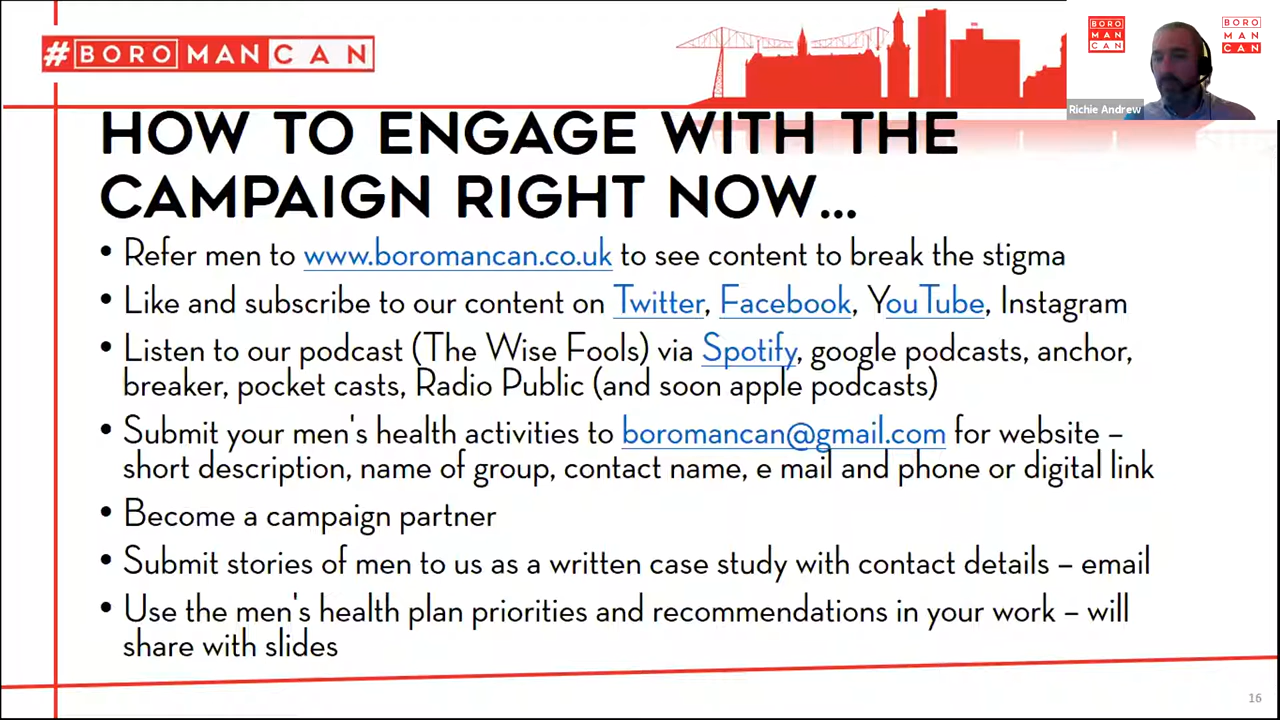 #BOROMANCAN
BORO
MAN
CAN
BORO
MAN
CAN
Richie Andrew
HOW TO ENGAGE WITH THE
CAMPAIGN RIGHT NOW...
• Refer men to www.boromancan.co.uk to see content to break the stigma
• Like and subscribe to our content on Twitter, Facebook, YouTube, Instagram
• Listen to our podcast (The Wise Fools) via Spotify, google podcasts, anchor,
breaker, pocket casts, Radio Public (and soon apple podcasts)
• Submit your men's health activities to boromancan@gmail.com for website –
short description, name of group, contact name, e mail and phone or digital link
• Become a campaign partner
• Submit stories of men to us as a written case study with contact details – email
• Use the men's health plan priorities and recommendations in your work – will
share with slides
16